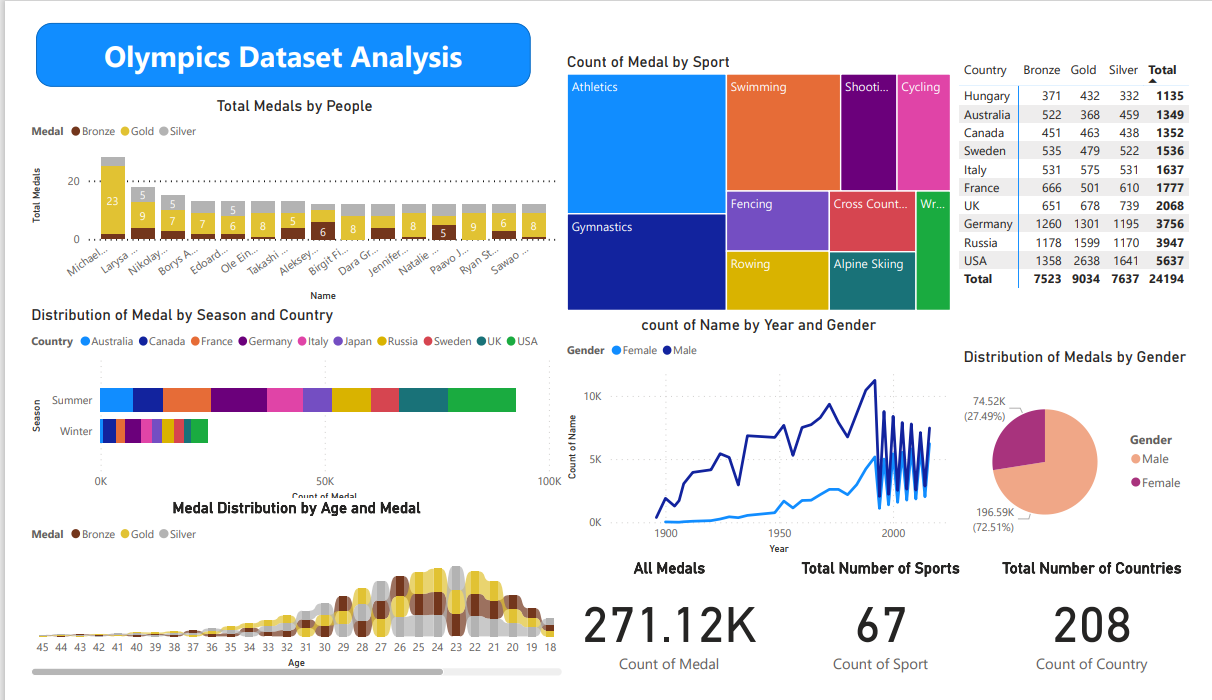 Olympics Dataset Analysis
Total Medals by People
Medal Bronze Gold Silver
Total Medals
20
0
23
5
9
5
7
7
5
6
8
5
6
8
8
5
9
6
8
Michael...
Larysa ...
Nikolay...
Borys A...
Edoard...
Ole Ein...
Takashi ...
Aleksey...
Birgit Fi...
Dara Gr...
Jennifer...
Natalie ...
Paavo J...
Ryan St...
Sawao ...
Name
Distribution of Medal by Season and Country
Country Australia Canada France Germany Italy Japan Russia Sweden UK USA
Season
Summer
Winter
0K 50K 100K
Count of Medal
Medal Distribution by Age and Medal
Medal Bronze Gold Silver
45 44 43 42 41 40 39 38 37 36 35 34 33 32 31 30 29 28 27 26 25 24 23 22 21 20 19 18
Age
Count of Medal by Sport
Athletics
Swimming
Shooti...
Cycling
Gymnastics
Fencing
Cross Count...
Wr...
Rowing
Alpine Skiing
count of Name by Year and Gender
Gender Female Male
Count of Name
10K
5K
0K
1900 1950 2000
Year
Country Bronze Gold Silver Total
Hungary 371 432 332 1135
Australia 522 368 459 1349
Canada 451 463 438 1352
Sweden 535 479 522 1536
Italy 531 575 531 1637
France 666 501 610 1777
UK 651 678 739 2068
Germany 1260 1301 1195 3756
Russia 1178 1599 1170 3947
USA 1358 2638 1641 5637
Total 7523 9034 7637 24194
Distribution of Medals by Gender
74.52K
(27.49%)
196.59K
(72.51%)
Gender
Male
Female
All Medals
271.12K
Count of Medal
Total Number of Sports
67
Count of Sport
Total Number of Countries
208
Count of Country